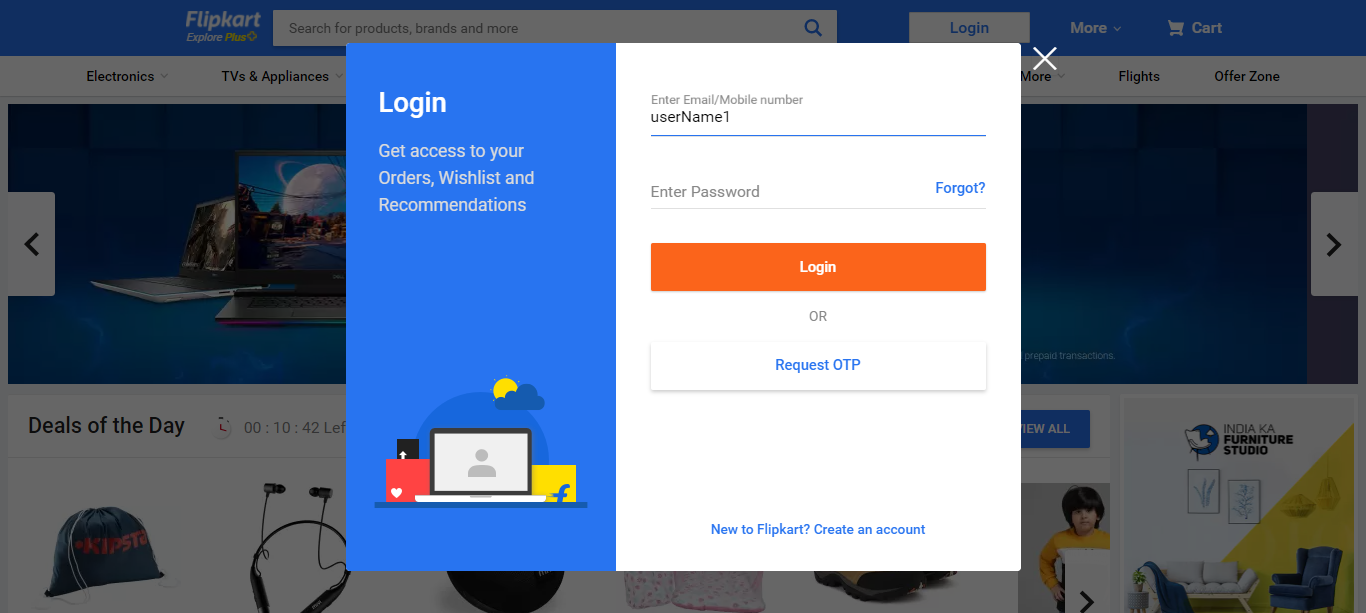 Flipkart
Explore Plus
Search for products, brands and more
Login
More
Cart
Electronics
TVs & Appliances
More
Flights
Offer Zone
Login
Get access to your
Orders, Wishlist and
Recommendations
Enter Email/Mobile number
userName1
Enter Password
Forgot?
Login
OR
Request OTP
New to Flipkart? Create an account
prepaid transactions.
Deals of the Day
00 : 10 : 42 Lef
VIEW ALL
INDIA KA
FURNITURE
STUDIO
KIPSTA